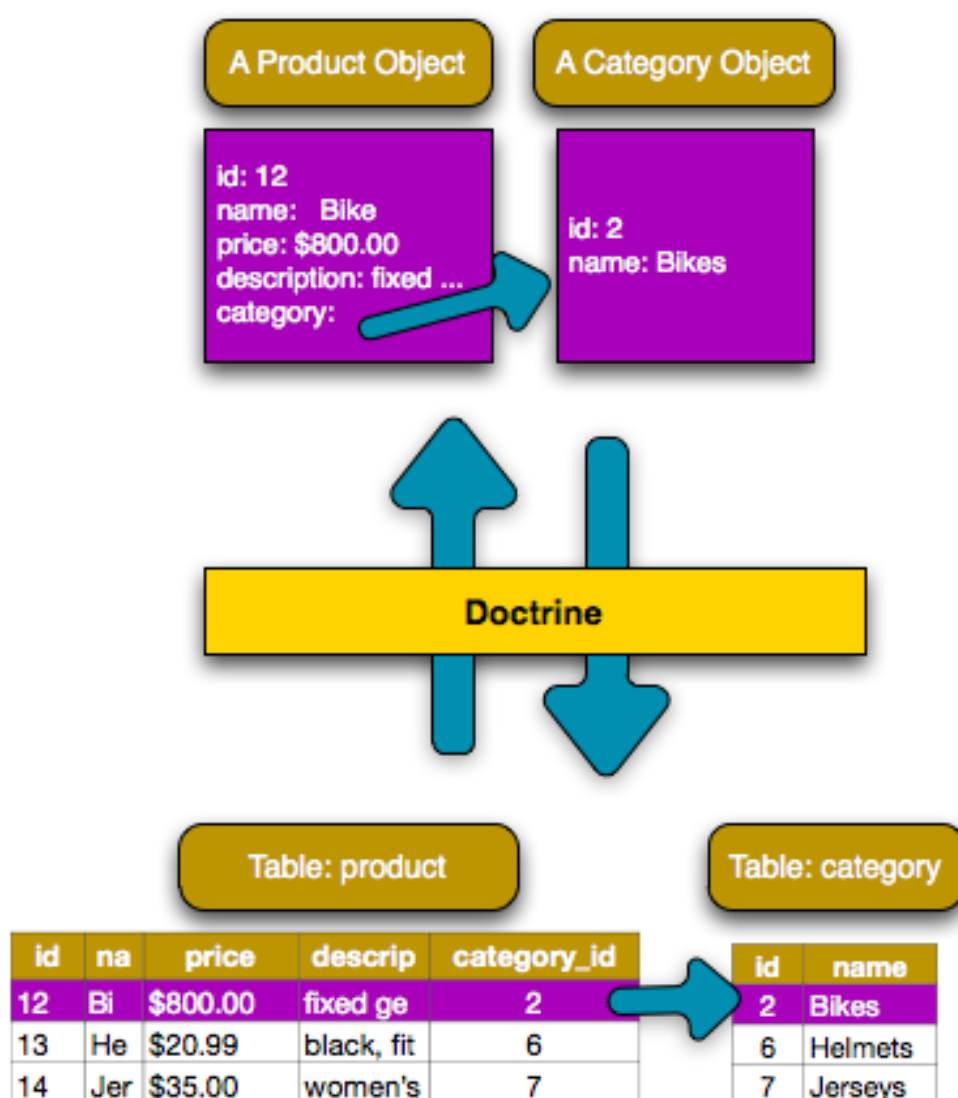 A Product Object
A Category Object
id: 12
name: Bike
price: $800.00
description: fixed ...
category:
id: 2
name: Bikes
Doctrine
Table: product
Table: category
id na price descrip category_id
12 Bi $800.00 fixed ge 2
13 He $20.99 black, fit 6
14 Jer $35.00 women's 7
id name
2 Bikes
6 Helmets
7 Jerseys